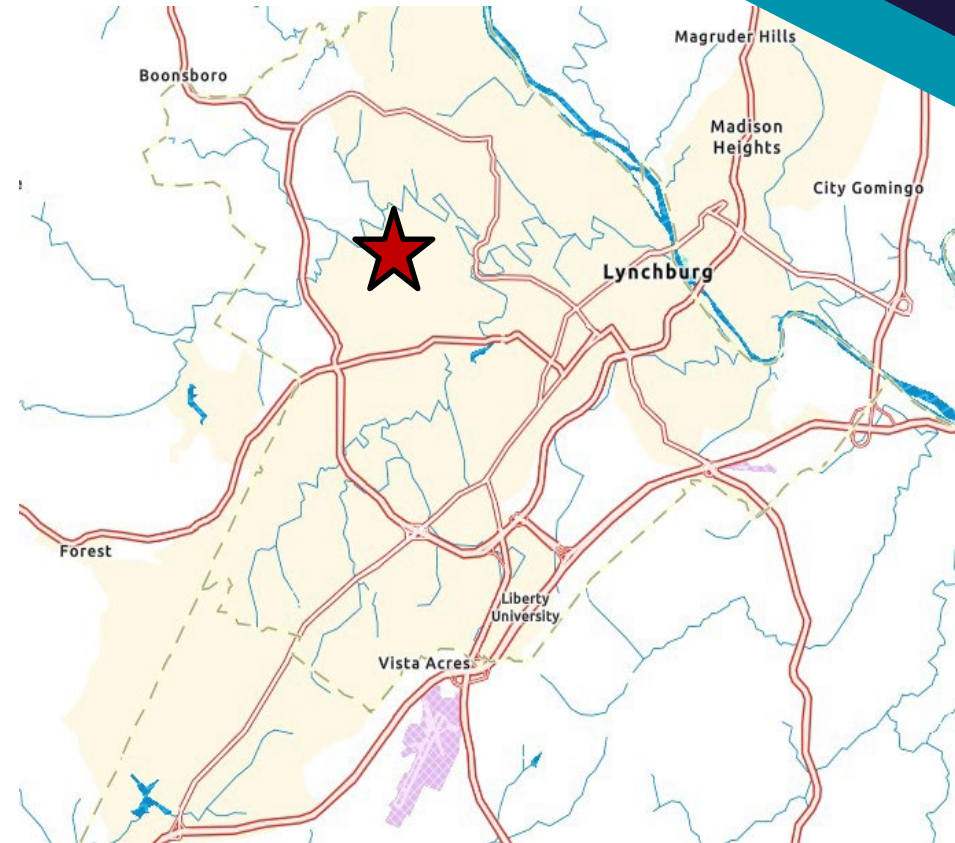 Magruder Hills
Boonsboro
Madison
Heights
City Gomingo
Lynchburg
Forest
Liberty
University
Vista Acres